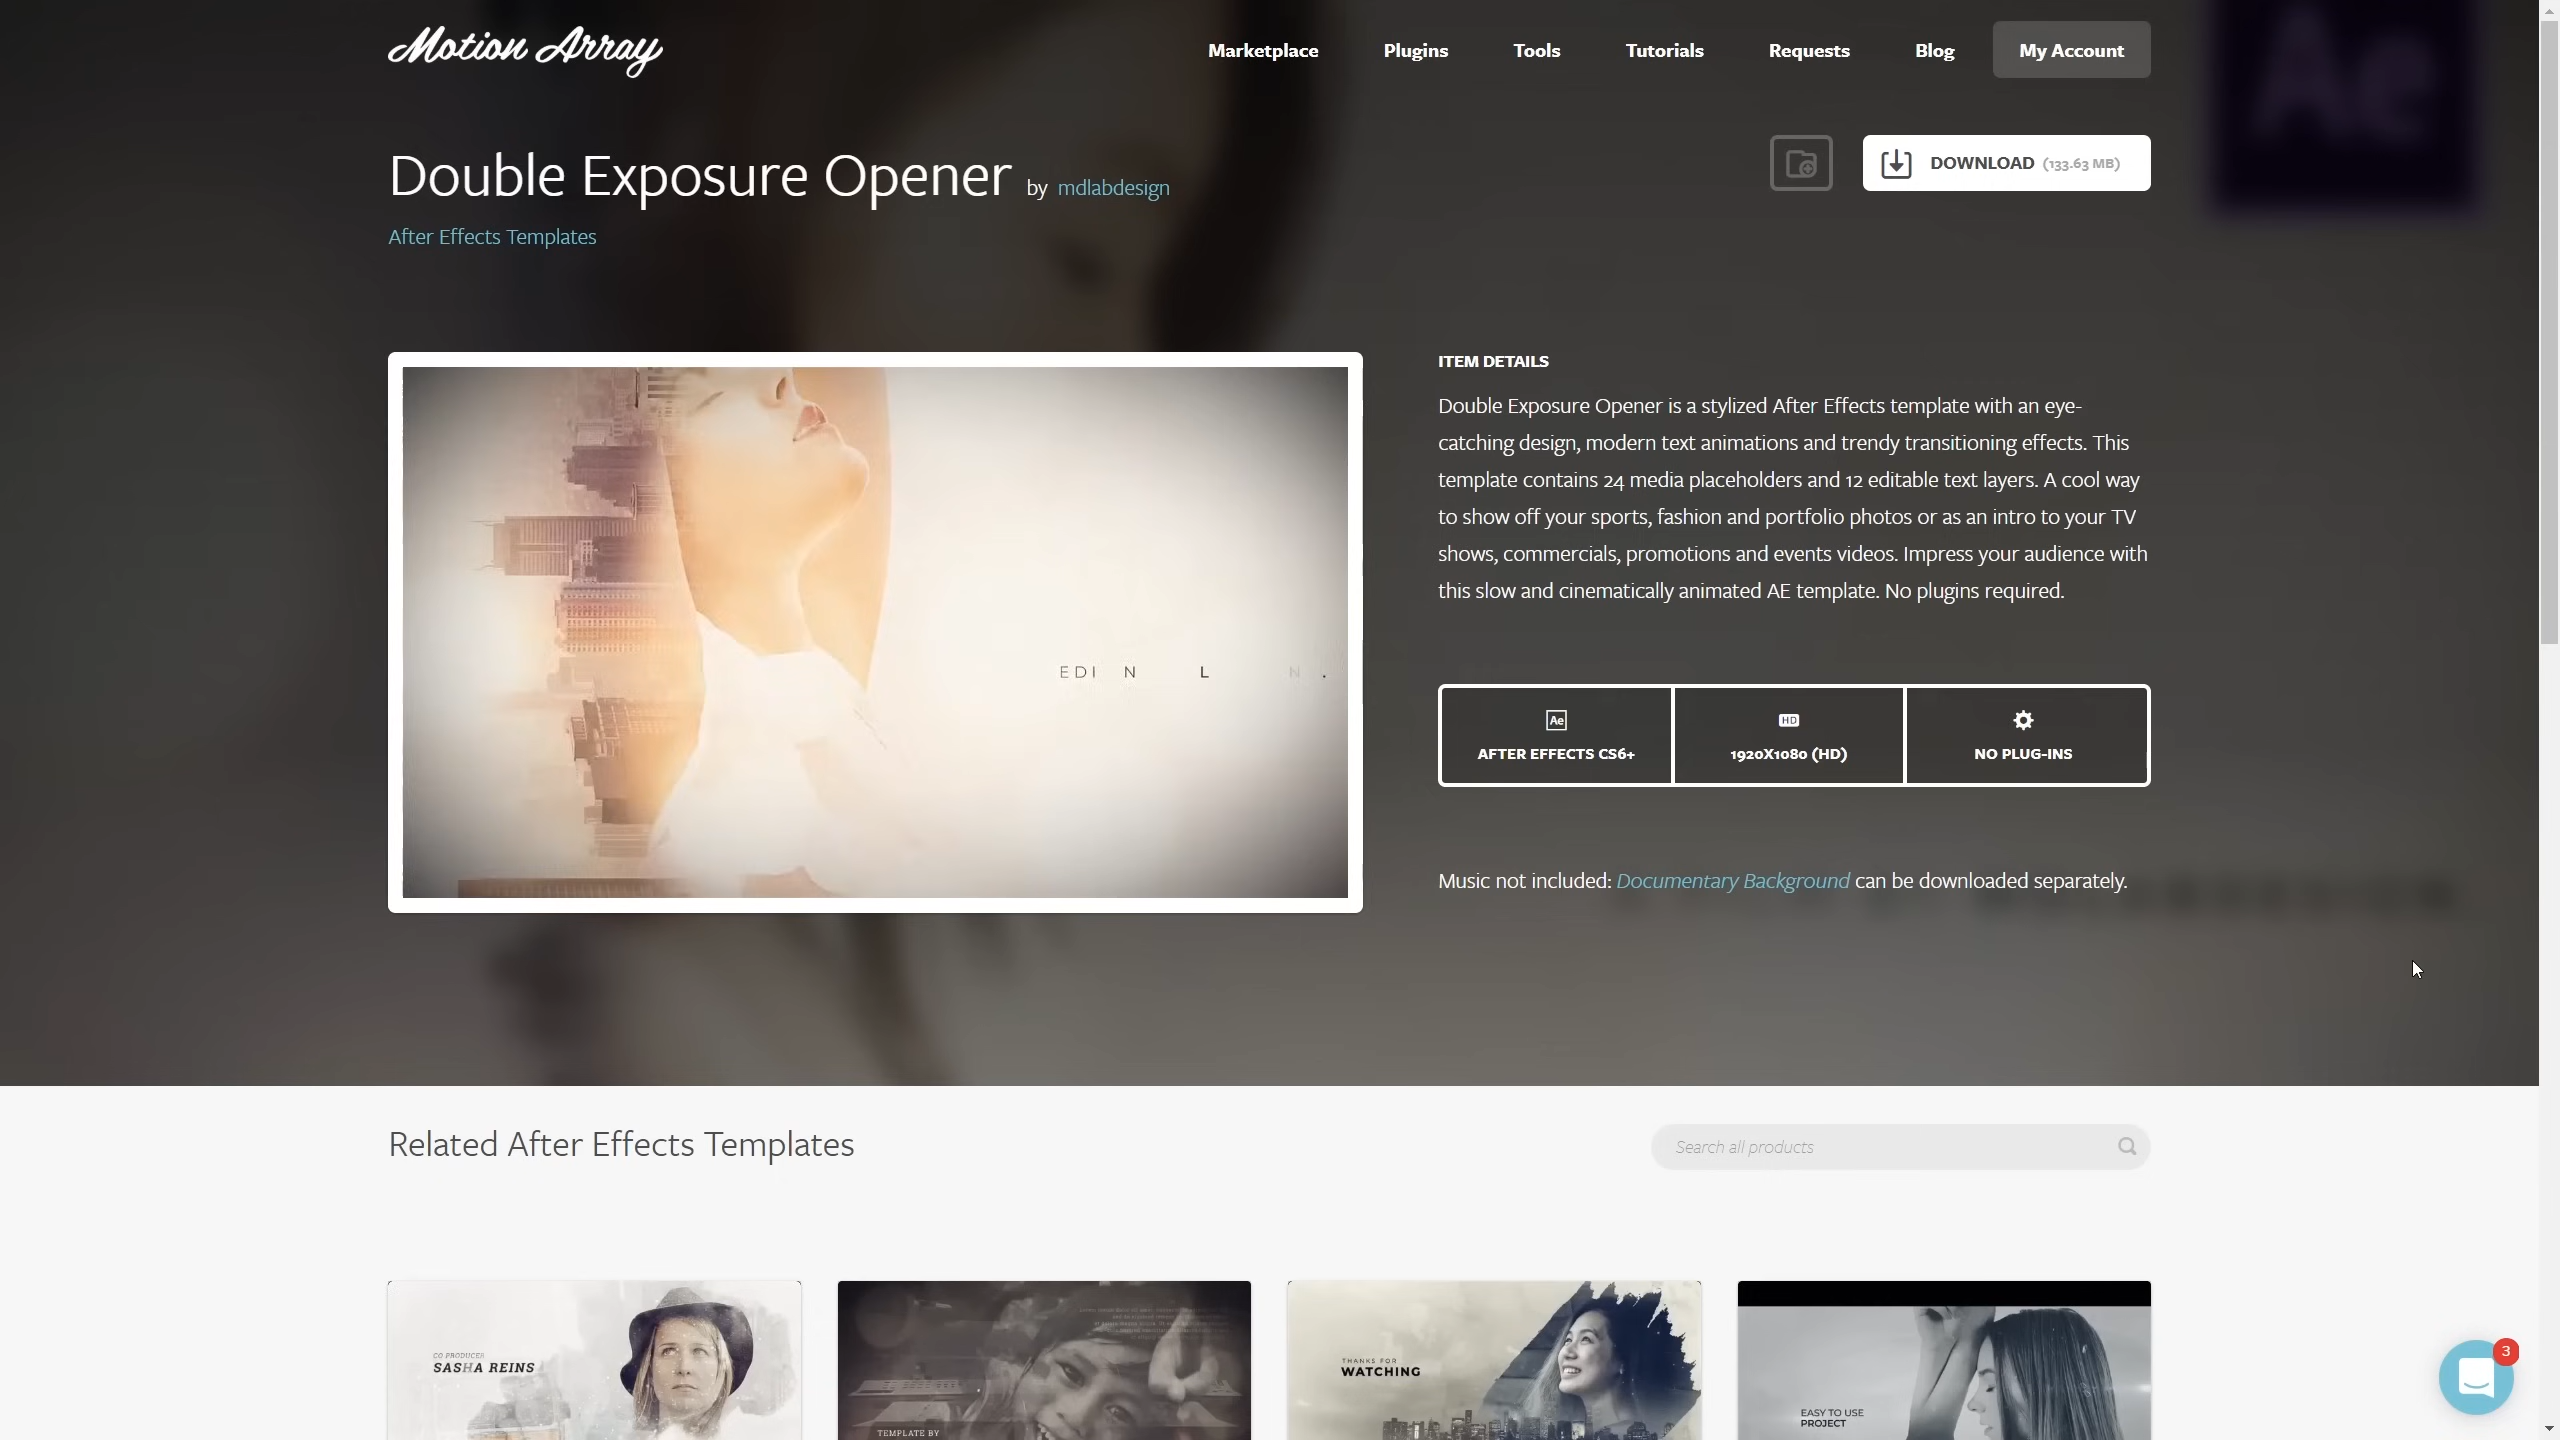 Motion Array
Marketplace
Plugins
Tools
Tutorials
Requests
Blog
My Account
Ae
Double Exposure Opener by mdlabdesign
DOWNLOAD (133.63 MB)
After Effects Templates
ITEM DETAILS
Double Exposure Opener is a stylized After Effects template with an eye-
catching design, modern text animations and trendy transitioning effects. This
template contains 24 media placeholders and 12 editable text layers. A cool way
to show off your sports, fashion and portfolio photos or as an intro to your TV
shows, commercials, promotions and events videos. Impress your audience with
this slow and cinematically animated AE template. No plugins required.
EDI N L N .
Ae
AFTER EFFECTS CS6+
HD
1920X1080 (HD)
NO PLUG-INS
Music not included: Documentary Background can be downloaded separately.
Related After Effects Templates
Search all products
CO PRODUCER
SASHA REINS
TEMPLATE BY
THANKS FOR
WATCHING
EASY TO USE
PROJECT
3